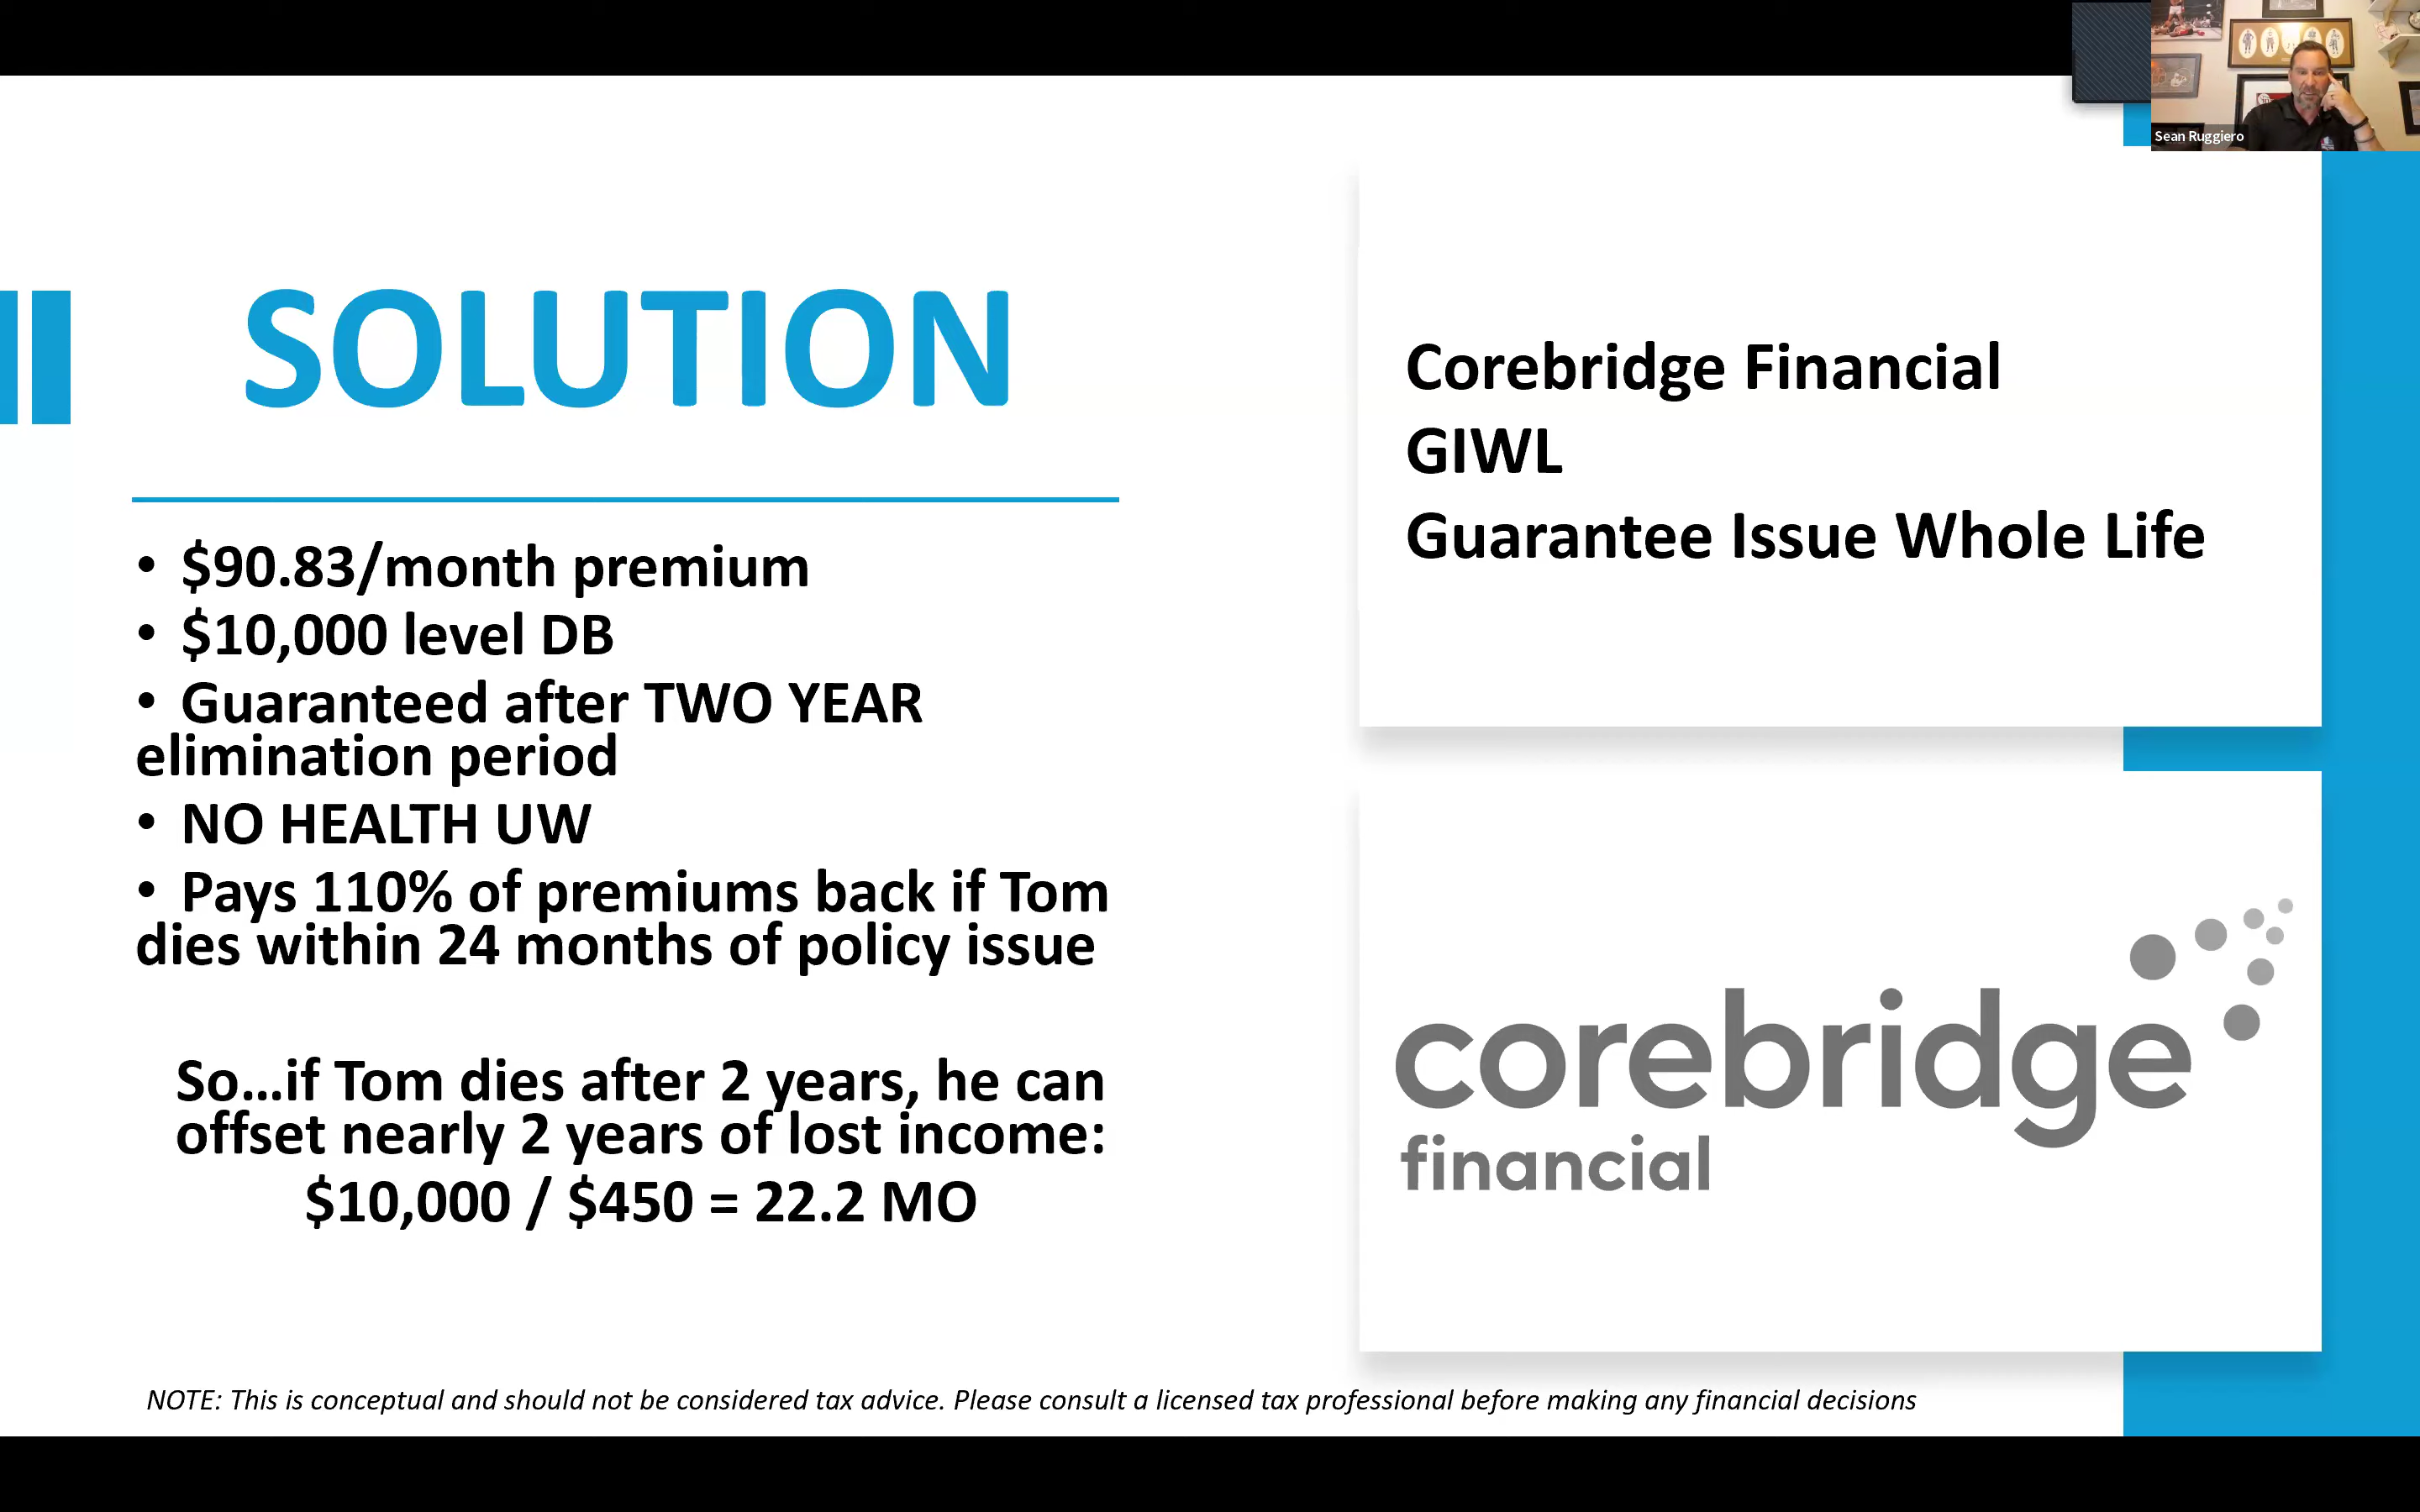 Sean Ruggiero
SOLUTION
• $90.83/month premium
• $10,000 level DB
• Guaranteed after TWO YEAR
elimination period
• NO HEALTH UW
• Pays 110% of premiums back if Tom
dies within 24 months of policy issue
So...if Tom dies after 2 years, he can
offset nearly 2 years of lost income:
$10,000 / $450 = 22.2 MO
Corebridge Financial
GIWL
Guarantee Issue Whole Life
corebridge
financial
NOTE: This is conceptual and should not be considered tax advice. Please consult a licensed tax professional before making any financial decisions